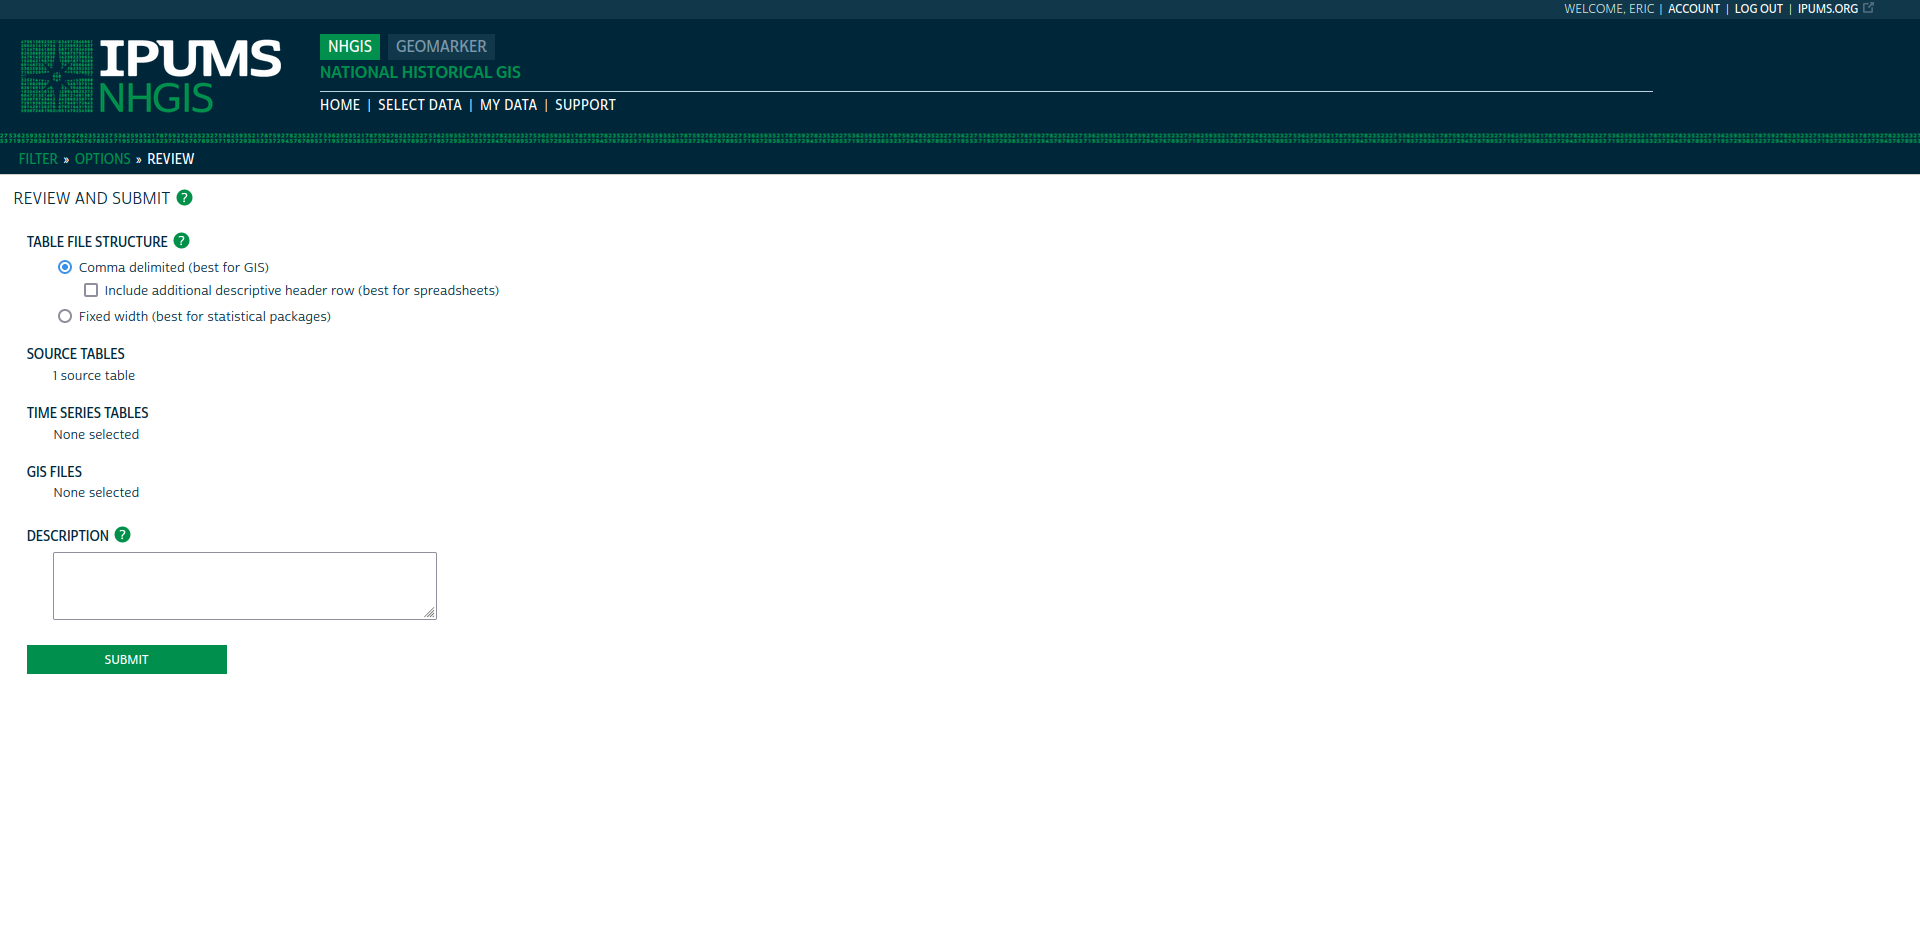 WELCOME, ERIC | ACCOUNT | LOG OUT | IPUMS.ORG
IPUMS
NHGIS
NHGIS GEOMARKER
NATIONAL HISTORICAL GIS
HOME | SELECT DATA | MY DATA | SUPPORT
FILTER » OPTIONS » REVIEW
REVIEW AND SUBMIT ?
TABLE FILE STRUCTURE ?
Comma delimited (best for GIS)
Include additional descriptive header row (best for spreadsheets)
Fixed width (best for statistical packages)
SOURCE TABLES
1 source table
TIME SERIES TABLES
None selected
GIS FILES
None selected
DESCRIPTION ?
SUBMIT